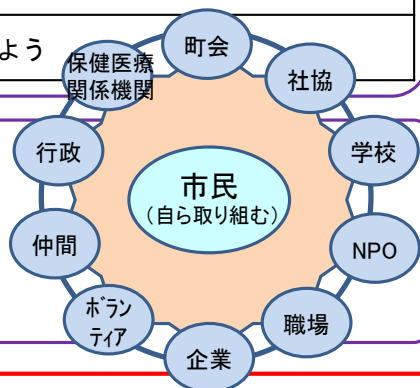 よう
町会
保健医療
関係機関
社協
行政
学校
市民
（自ら取り組む）
仲間
NPO
ボラン
ティア
職場
企業